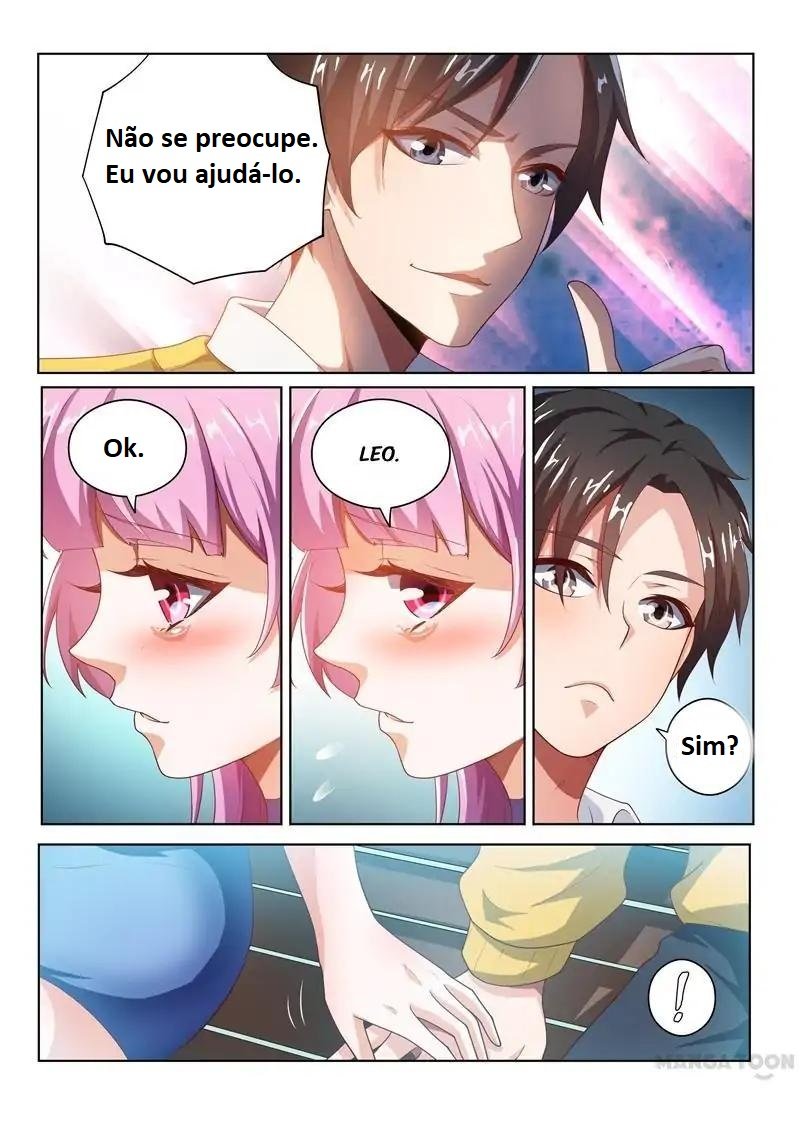 Não se preocupe.
Eu vou ajudá-lo.
Ok.
LEO.
Sim?
!
MANGATOON